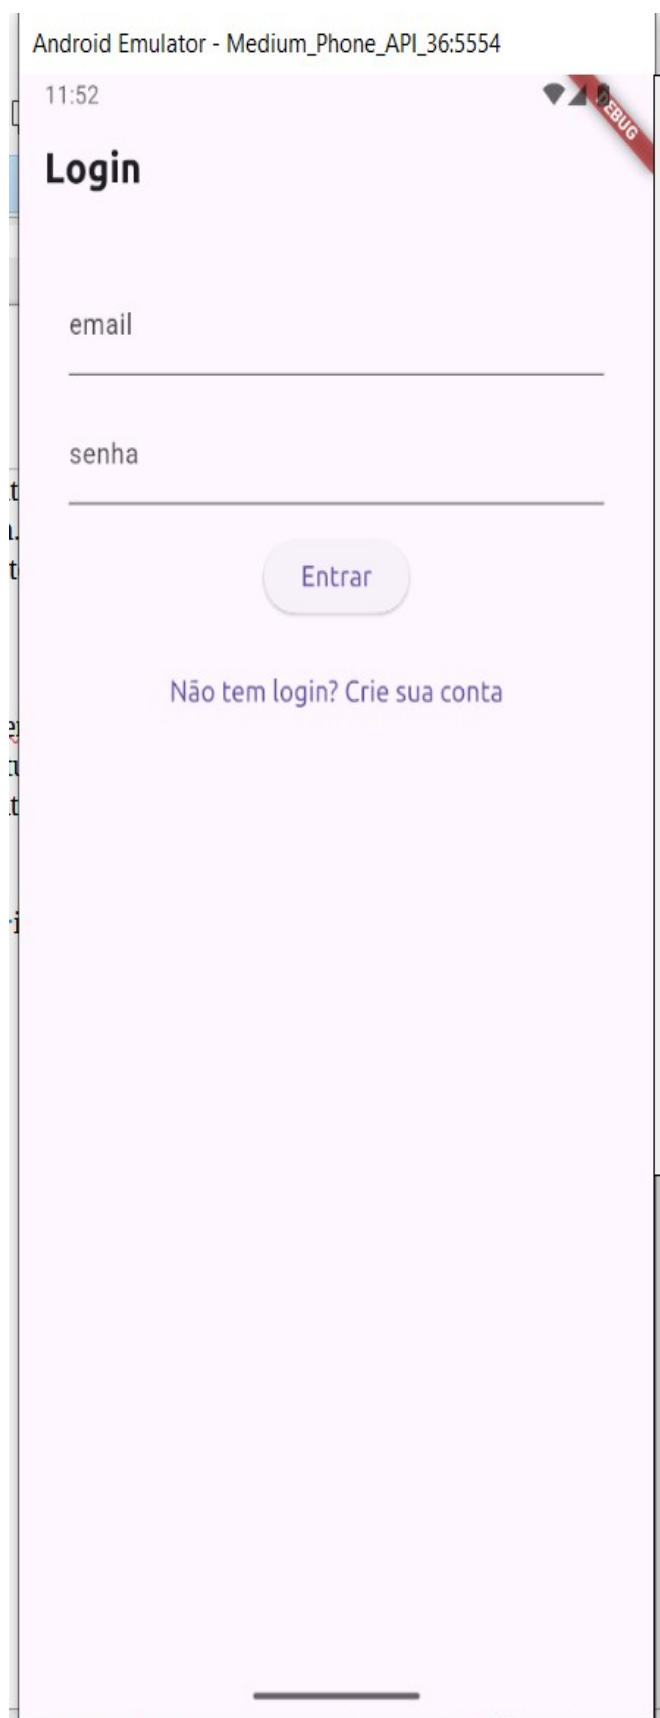 Android Emulator - Medium_Phone_API_36:5554
11:52
DEBUG
Login
email
senha
Entrar
Não tem login? Crie sua conta